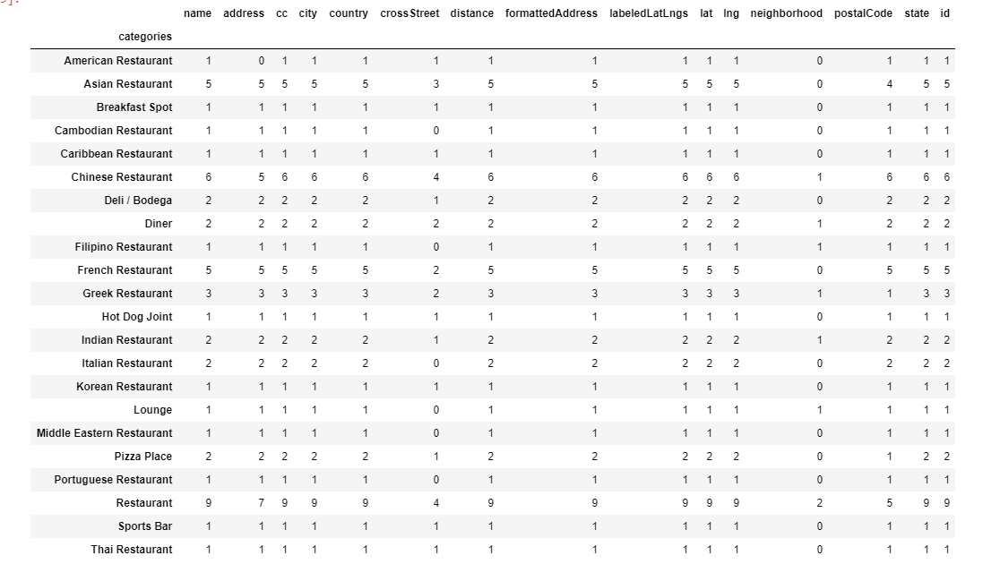 name address cc city country crossStreet distance formattedAddress labeledLatLngs lat lng neighborhood postalCode state id
categories
American Restaurant 1 0 1 1 1 1 1 1 1 1 1 0 1 1 1
Asian Restaurant 5 5 5 5 5 3 5 5 5 5 5 0 4 5 5
Breakfast Spot 1 1 1 1 1 1 1 1 1 1 1 0 1 1 1
Cambodian Restaurant 1 1 1 1 1 0 1 1 1 1 1 0 1 1 1
Caribbean Restaurant 1 1 1 1 1 1 1 1 1 1 1 0 1 1 1
Chinese Restaurant 6 5 6 6 6 4 6 6 6 6 6 1 6 6 6
Deli / Bodega 2 2 2 2 2 1 2 2 2 2 2 0 2 2 2
Diner 2 2 2 2 2 2 2 2 2 2 2 1 2 2 2
Filipino Restaurant 1 1 1 1 1 0 1 1 1 1 1 1 1 1 1
French Restaurant 5 5 5 5 5 2 5 5 5 5 5 0 5 5 5
Greek Restaurant 3 3 3 3 3 2 3 3 3 3 3 1 1 3 3
Hot Dog Joint 1 1 1 1 1 1 1 1 1 1 1 0 1 1 1
Indian Restaurant 2 2 2 2 2 1 2 2 2 2 2 1 2 2 2
Italian Restaurant 2 2 2 2 2 0 2 2 2 2 2 0 2 2 2
Korean Restaurant 1 1 1 1 1 1 1 1 1 1 1 0 1 1 1
Lounge 1 1 1 1 1 0 1 1 1 1 1 1 1 1 1
Middle Eastern Restaurant 1 1 1 1 1 0 1 1 1 1 1 0 1 1 1
Pizza Place 2 2 2 2 2 1 2 2 2 2 2 0 1 2 2
Portuguese Restaurant 1 1 1 1 1 0 1 1 1 1 1 0 1 1 1
Restaurant 9 7 9 9 9 4 9 9 9 9 9 2 5 9 9
Sports Bar 1 1 1 1 1 1 1 1 1 1 1 0 1 1 1
Thai Restaurant 1 1 1 1 1 1 1 1 1 1 1 0 1 1 1